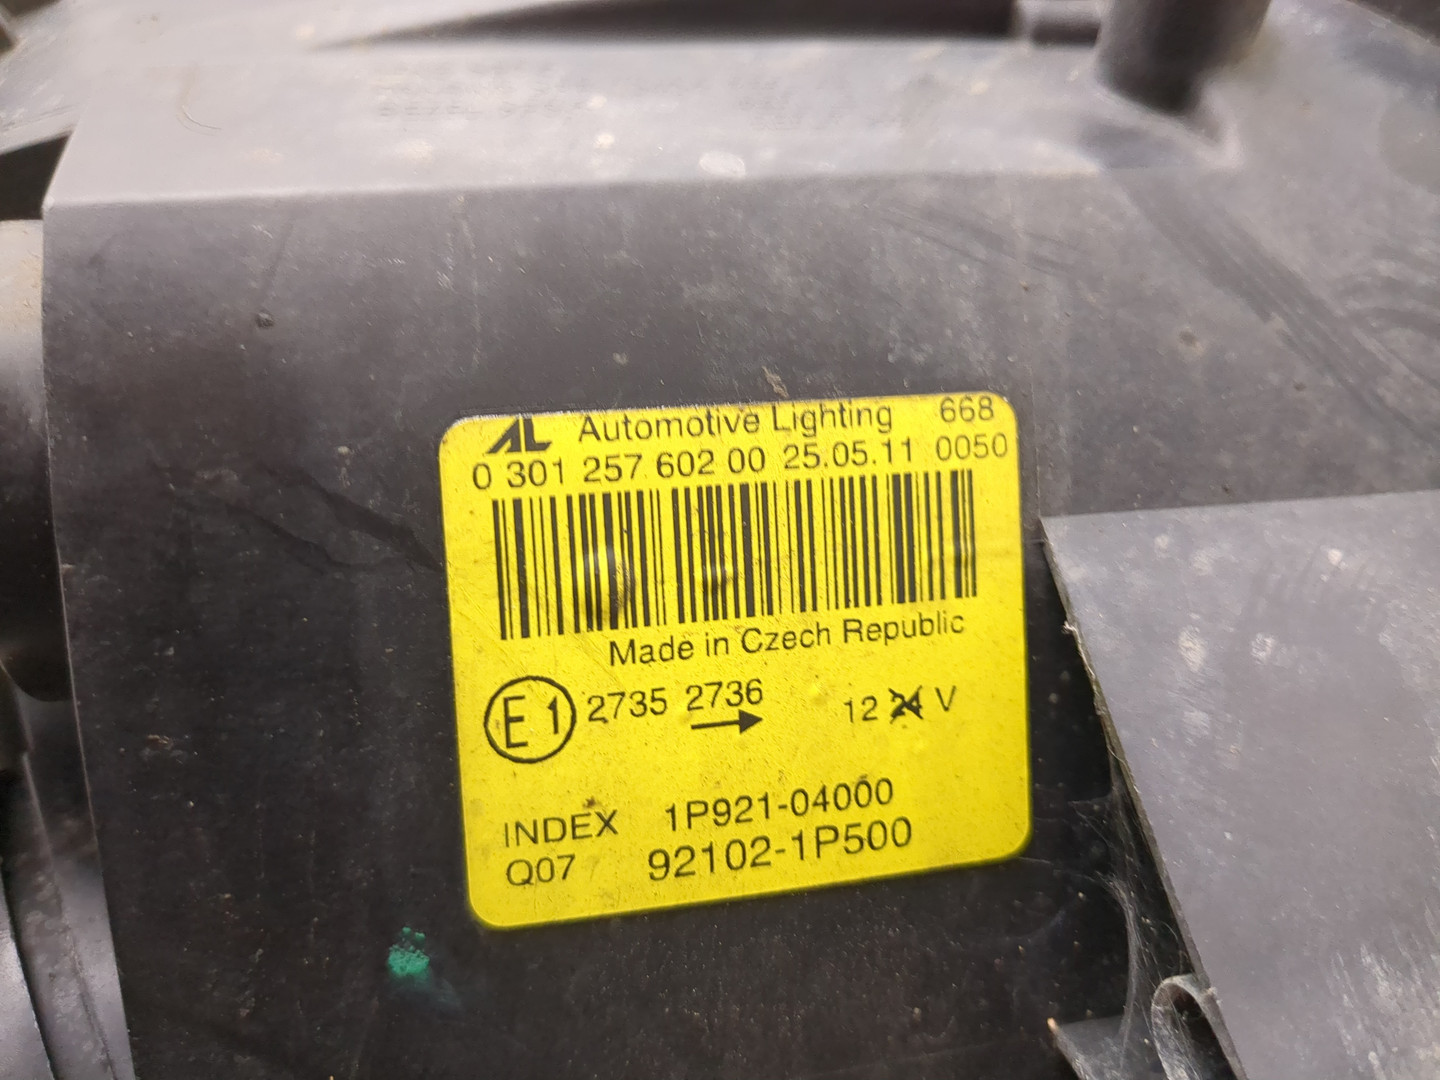 AL Automotive Lighting 668
0 301 257 602 00 25.05.11 0050
Made in Czech Republic
E1 2735 2736 12 24 V
INDEX 1P921-04000
Q07 92102-1P500